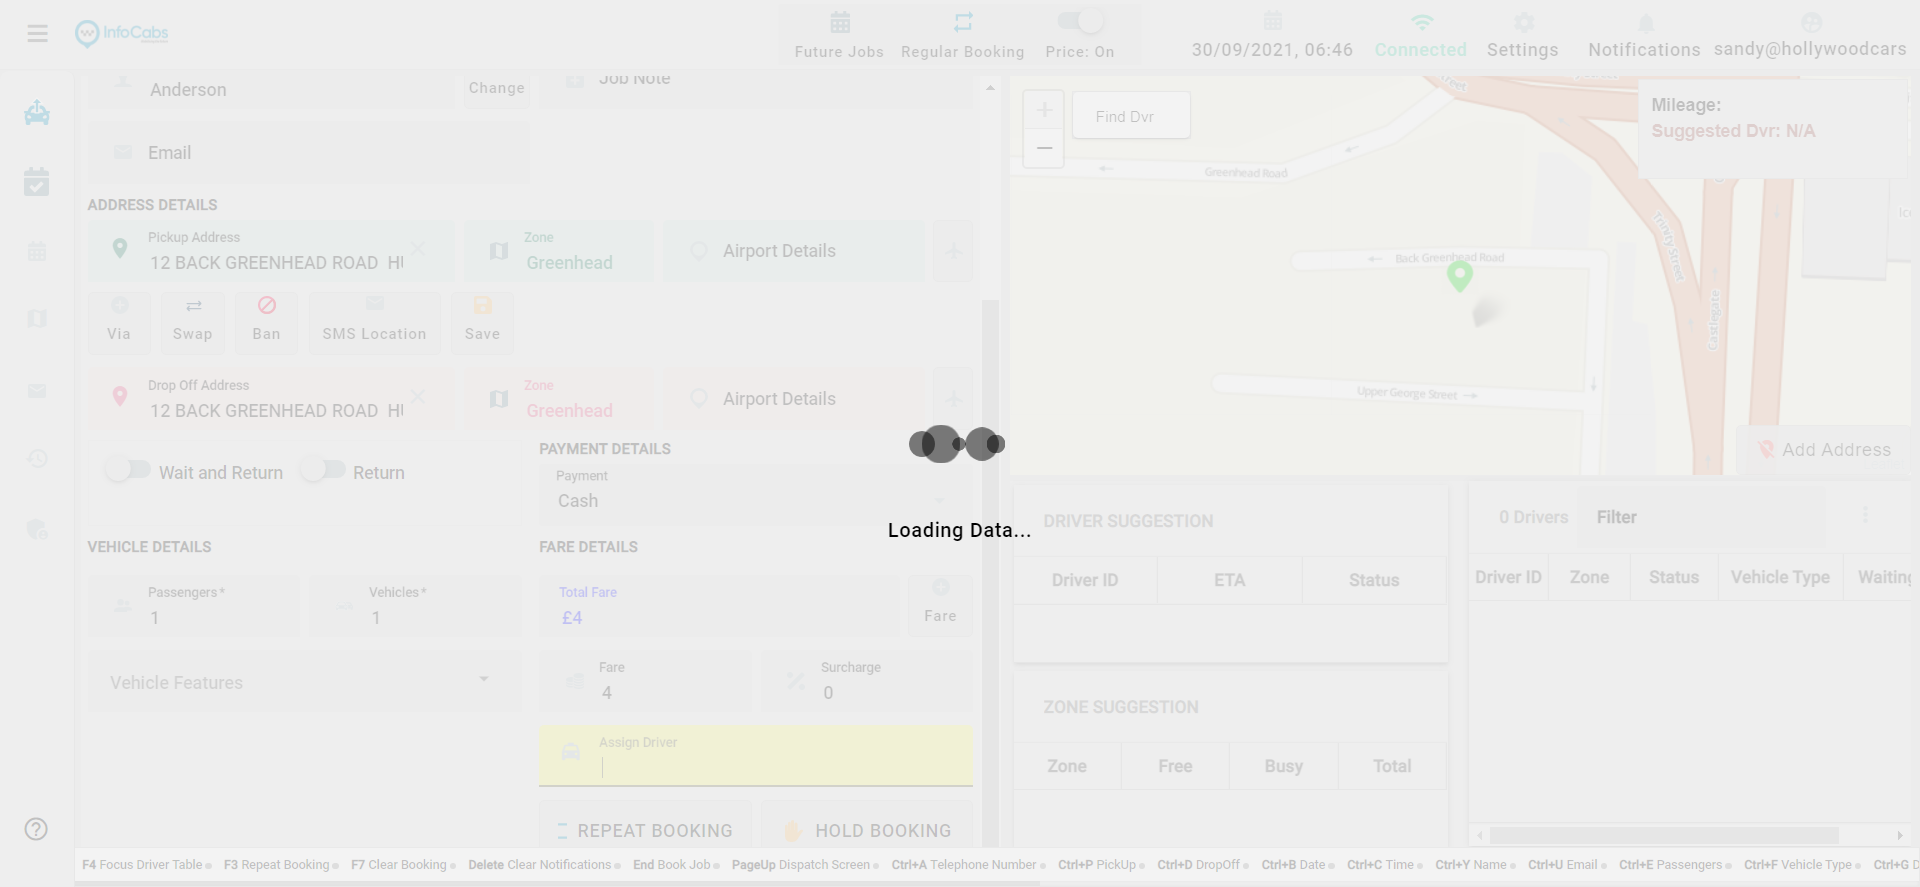 InfoCabs
Future Jobs
Regular Booking
Price: On
30/09/2021, 06:46
Connected
Settings
Notifications
sandy@hollywoodcars
Anderson
Change
Job Note
Email
ADDRESS DETAILS
Pickup Address
12 BACK GREENHEAD ROAD HU
Zone
Greenhead
Airport Details
Via
Swap
Ban
SMS Location
Save
Drop Off Address
12 BACK GREENHEAD ROAD HU
Zone
Greenhead
Airport Details
Wait and Return
Return
PAYMENT DETAILS
Payment
Cash
VEHICLE DETAILS
Passengers*
1
Vehicles*
1
Vehicle Features
FARE DETAILS
Total Fare
£4
Fare
Fare
4
Surcharge
0
Assign Driver
REPEAT BOOKING
HOLD BOOKING
Loading Data...
Find Dvr
Mileage:
Suggested Dvr: N/A
Greenhead Road
Back Greenhead Road
Upper George Street
Trinity Street
Castlegate
Add Address
DRIVER SUGGESTION
Driver ID ETA Status
ZONE SUGGESTION
Zone Free Busy Total
0 Drivers
Filter
Driver ID Zone Status Vehicle Type Waiting
F4 Focus Driver Table F3 Repeat Booking F7 Clear Booking Delete Clear Notifications End Book Job PageUp Dispatch Screen Ctrl+A Telephone Number Ctrl+P PickUp Ctrl+D DropOff Ctrl+B Date Ctrl+C Time Ctrl+Y Name Ctrl+U Email Ctrl+E Passengers Ctrl+F Vehicle Type Ctrl+G D